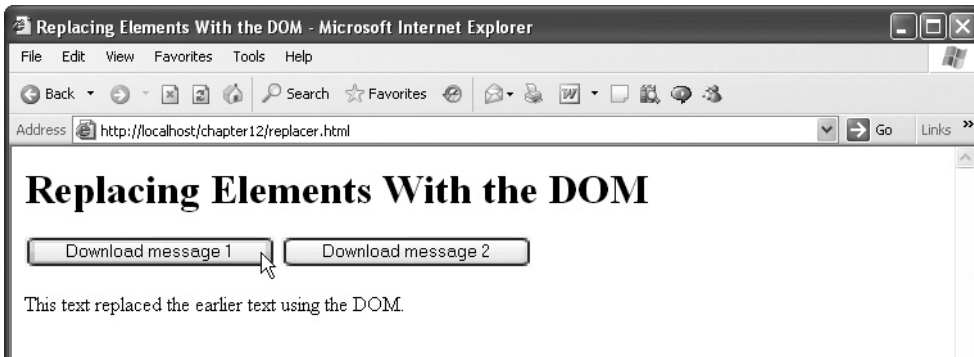 Replacing Elements With the DOM - Microsoft Internet Explorer
File Edit View Favorites Tools Help
Back Search Favorites W
Address http://localhost/chapter12/replacer.html Go Links »
Replacing Elements With the DOM
Download message 1 Download message 2
This text replaced the earlier text using the DOM.